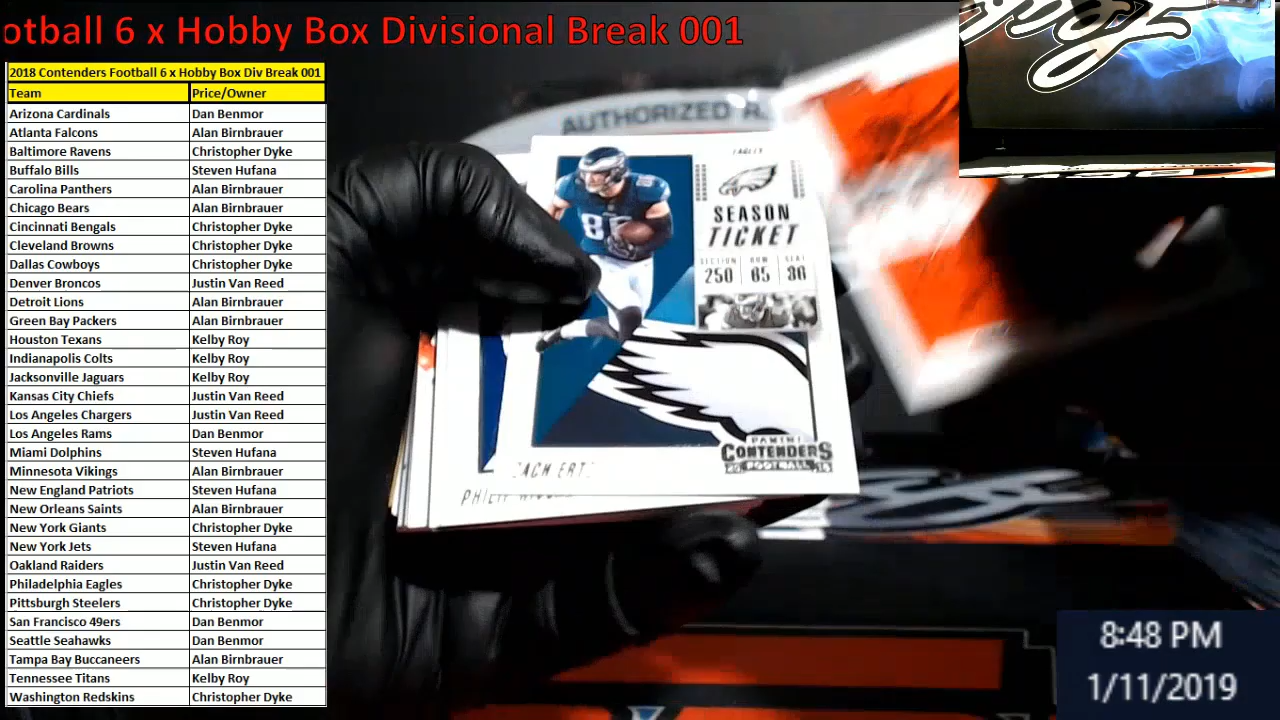 otball 6 x Hobby Box Divisional Break 001
2018 Contenders Football 6 x Hobby Box Div Break 001
Team Price/Owner
Arizona Cardinals Dan Benmor
Atlanta Falcons Alan Birnbrauer
Baltimore Ravens Christopher Dyke
Buffalo Bills Steven Hufana
Carolina Panthers Alan Birnbrauer
Chicago Bears Alan Birnbrauer
Cincinnati Bengals Christopher Dyke
Cleveland Browns Christopher Dyke
Dallas Cowboys Christopher Dyke
Denver Broncos Justin Van Reed
Detroit Lions Alan Birnbrauer
Green Bay Packers Alan Birnbrauer
Houston Texans Kelby Roy
Indianapolis Colts Kelby Roy
Jacksonville Jaguars Kelby Roy
Kansas City Chiefs Justin Van Reed
Los Angeles Chargers Justin Van Reed
Los Angeles Rams Dan Benmor
Miami Dolphins Steven Hufana
Minnesota Vikings Alan Birnbrauer
New England Patriots Steven Hufana
New Orleans Saints Alan Birnbrauer
New York Giants Christopher Dyke
New York Jets Steven Hufana
Oakland Raiders Justin Van Reed
Philadelphia Eagles Christopher Dyke
Pittsburgh Steelers Christopher Dyke
San Francisco 49ers Dan Benmor
Seattle Seahawks Dan Benmor
Tampa Bay Buccaneers Alan Birnbrauer
Tennessee Titans Kelby Roy
Washington Redskins Christopher Dyke
AUTHORIZED
EAGLES
SEASON
TICKET
SECTION ROW SEAT
250 65 36
PANINI
CONTENDERS
20 FOOTBALL 18
ZACH ERTZ
8:48 PM
1/11/2019